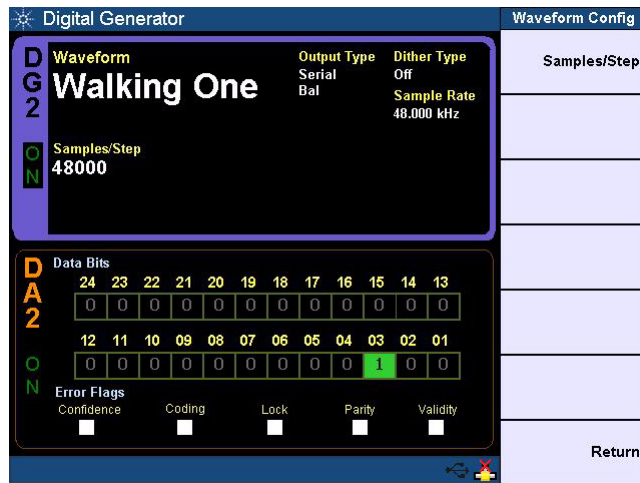 Digital Generator
Waveform Config
DG2
ON
Waveform
Walking One
Output Type
Serial
Bal
Dither Type
Off
Sample Rate
48.000 kHz
Samples/Step
48000
Samples/Step
DA2
ON
Data Bits
24 23 22 21 20 19 18 17 16 15 14 13
0 0 0 0 0 0 0 0 0 0 0 0
12 11 10 09 08 07 06 05 04 03 02 01
0 0 0 0 0 0 0 0 0 1 0 0
Error Flags
Confidence Coding Lock Parity Validity
Return